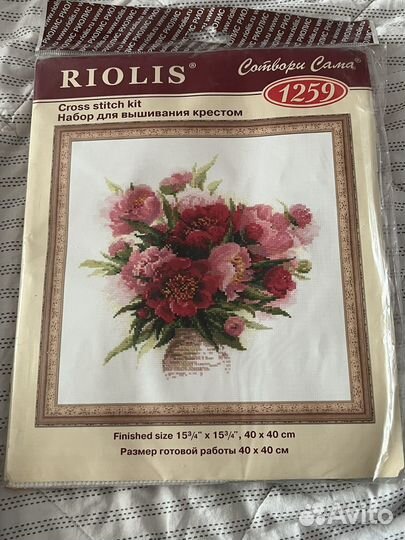 RIOLIS®
Сотвори Сама®
Cross stitch kit
Набор для вышивания крестом
1259
Finished size 15¾" x 15¾", 40 x 40 cm
Размер готовой работы 40 x 40 см
Avito